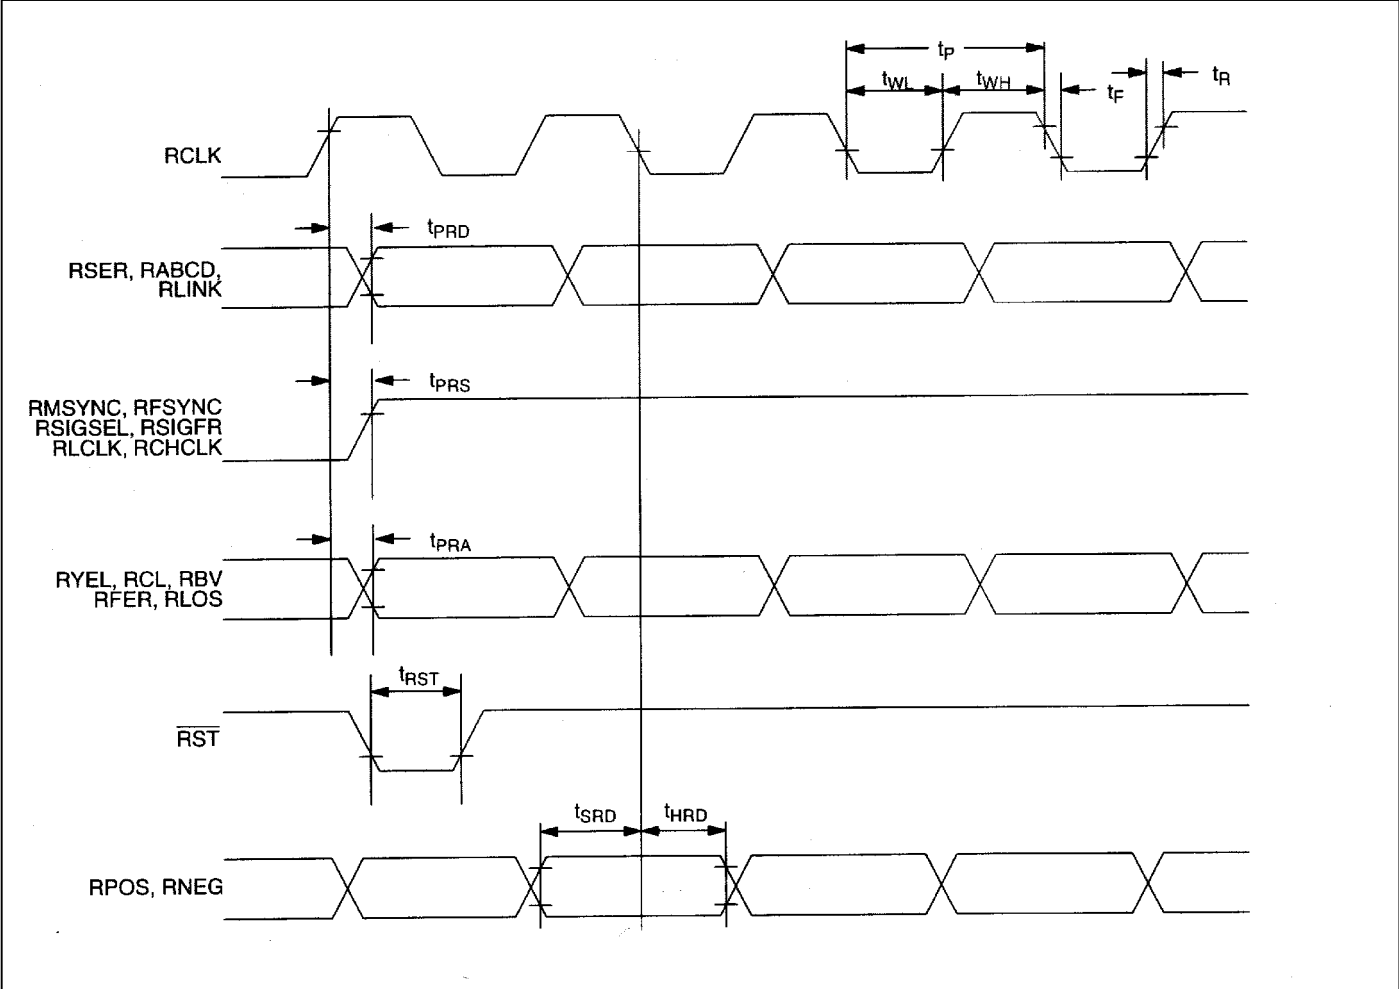 tP
tWL
tWH
tF
tR
RCLK
tPRD
RSER, RABCD,
RLINK
tPRS
RMSYNC, RFSYNC
RSIGSEL, RSIGFR
RLCLK, RCHCLK
tPRA
RYEL, RCL, RBV
RFER, RLOS
tRST
RST
tSRD
tHRD
RPOS, RNEG